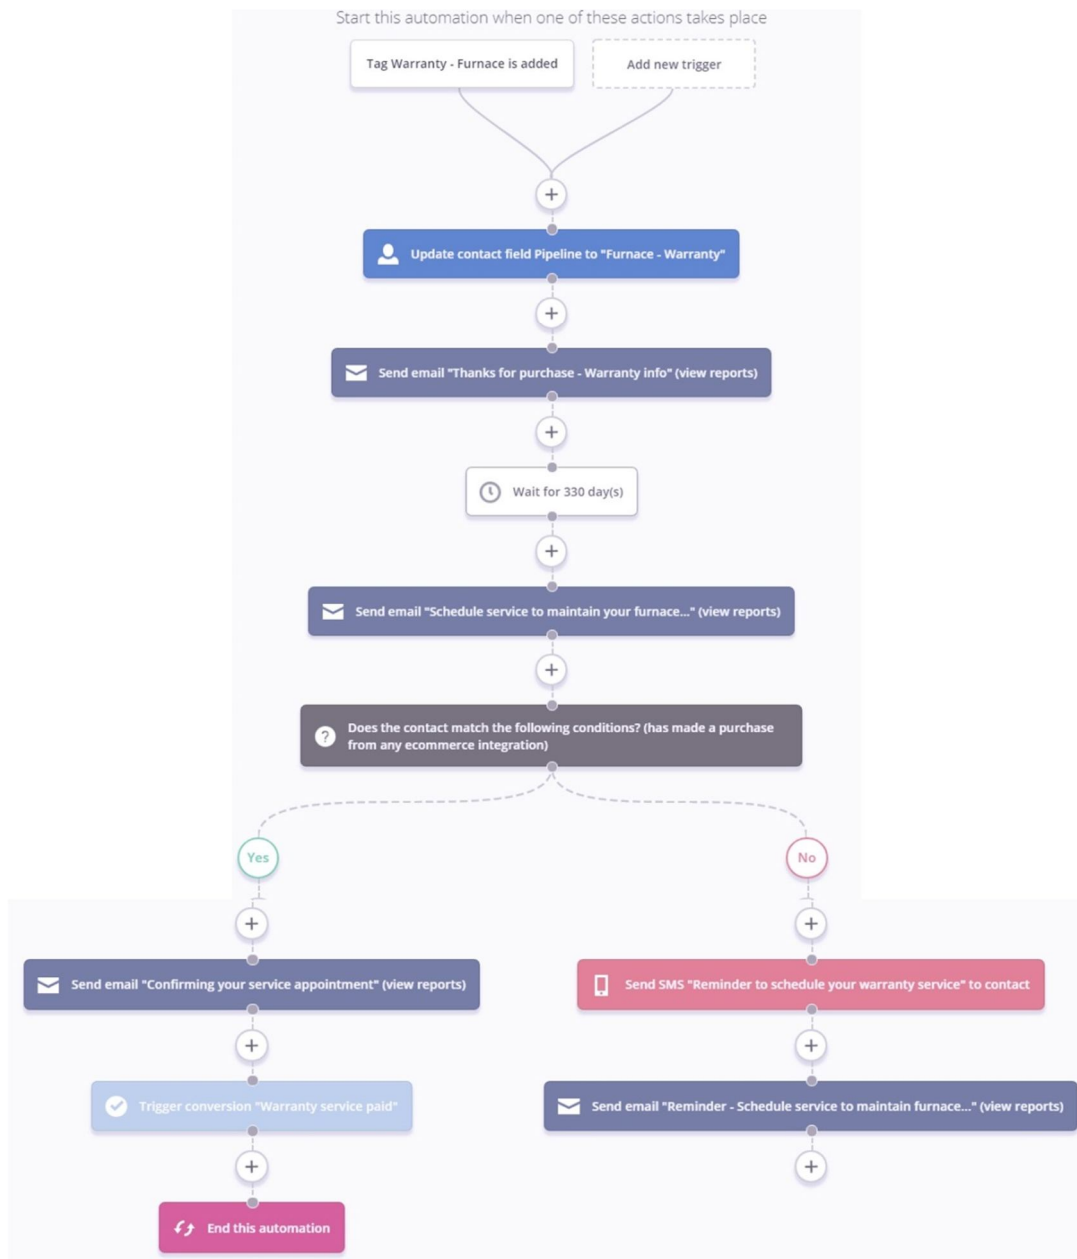 Start this automation when one of these actions takes place
Tag Warranty - Furnace is added
Add new trigger
Update contact field Pipeline to "Furnace - Warranty"
Send email "Thanks for purchase - Warranty info" (view reports)
Wait for 330 day(s)
Send email "Schedule service to maintain your furnace..." (view reports)
Does the contact match the following conditions? (has made a purchase
from any ecommerce integration)
Yes
No
Send email "Confirming your service appointment" (view reports)
Send SMS "Reminder to schedule your warranty service" to contact
Trigger conversion "Warranty service paid"
Send email "Reminder - Schedule service to maintain furnace..." (view reports)
End this automation